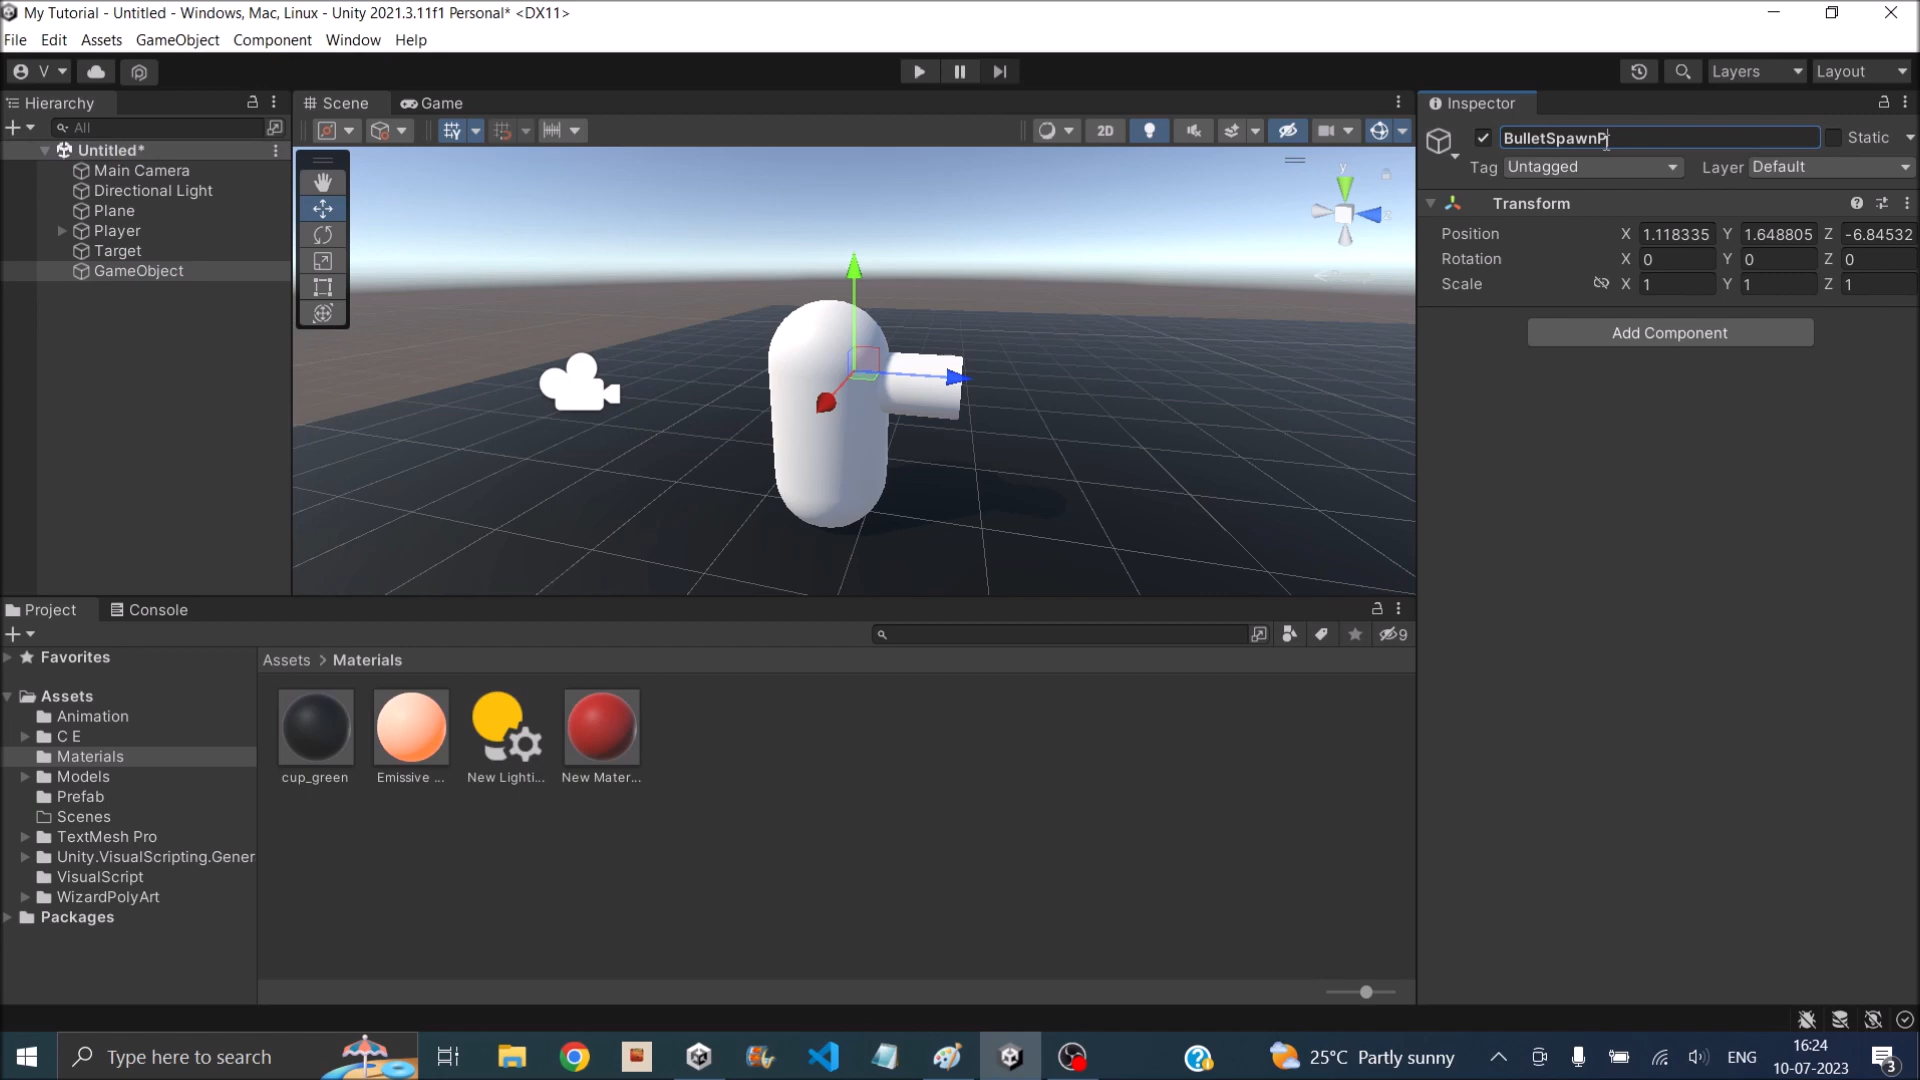 My Tutorial - Untitled - Windows, Mac, Linux - Unity 2021.3.11f1 Personal* <DX11>
File Edit Assets GameObject Component Window Help
V Layers Layout
Hierarchy
All
Untitled*
Main Camera
Directional Light
Plane
Player
Target
GameObject
Scene Game
2D
y
z
Inspector
BulletSpawnP
Static
Tag Untagged Layer Default
Transform
Position X 1.118335 Y 1.648805 Z -6.84532
Rotation X 0 Y 0 Z 0
Scale X 1 Y 1 Z 1
Add Component
Project Console
9
Favorites
Assets
Animation
C E
Materials
Models
Prefab
Scenes
TextMesh Pro
Unity.VisualScripting.Gener
VisualScript
WizardPolyArt
Packages
Assets > Materials
cup_green Emissive ... New Lighti... New Mater...
Type here to search
25°C Partly sunny
ENG
16:24
10-07-2023
3